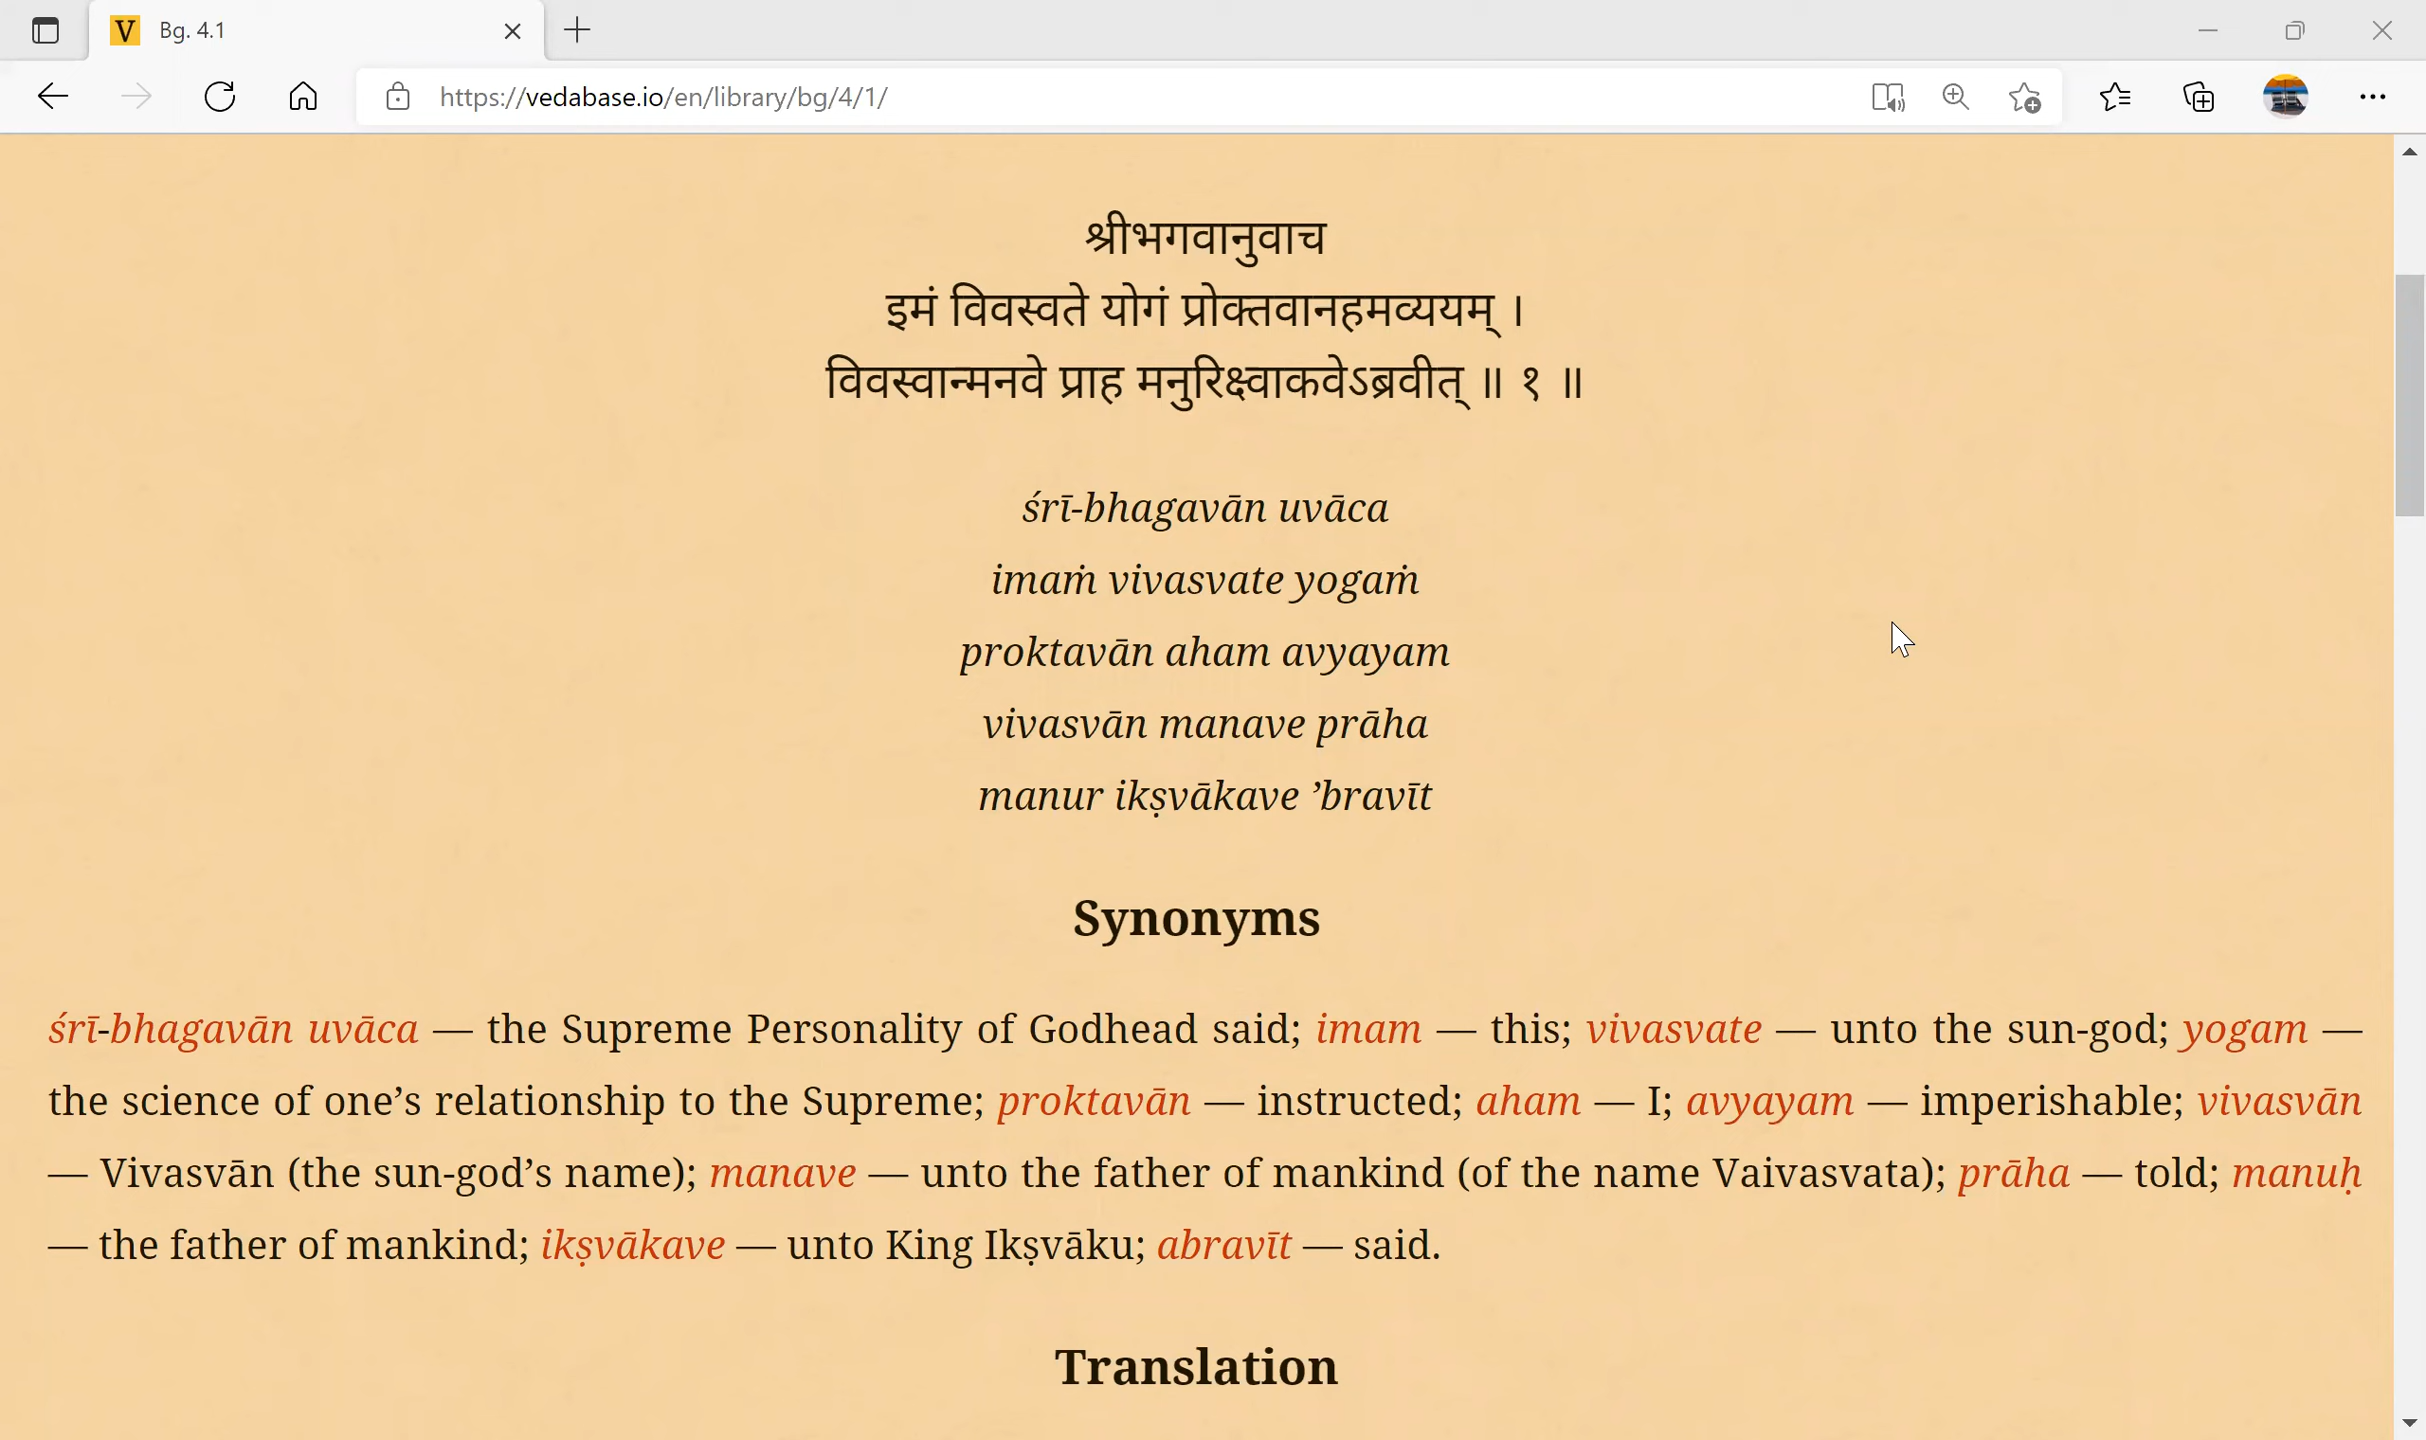 Bg. 4.1
https://vedabase.io/en/library/bg/4/1/
श्रीभगवानुवाच
इमं विवस्वते योगं प्रोक्तवानहमव्ययम् ।
विवस्वान्मनवे प्राह मनुरिक्ष्वाकवेऽब्रवीत् ॥ १ ॥
śrī-bhagavān uvāca
imaṁ vivasvate yogaṁ
proktavān aham avyayam
vivasvān manave prāha
manur ikṣvākave ’bravīt
Synonyms
śrī-bhagavān uvāca — the Supreme Personality of Godhead said; imam — this; vivasvate — unto the sun-god; yogam —
the science of one’s relationship to the Supreme; proktavān — instructed; aham — I; avyayam — imperishable; vivasvān
— Vivasvān (the sun-god’s name); manave — unto the father of mankind (of the name Vaivasvata); prāha — told; manuḥ
— the father of mankind; ikṣvākave — unto King Ikṣvāku; abravīt — said.
Translation